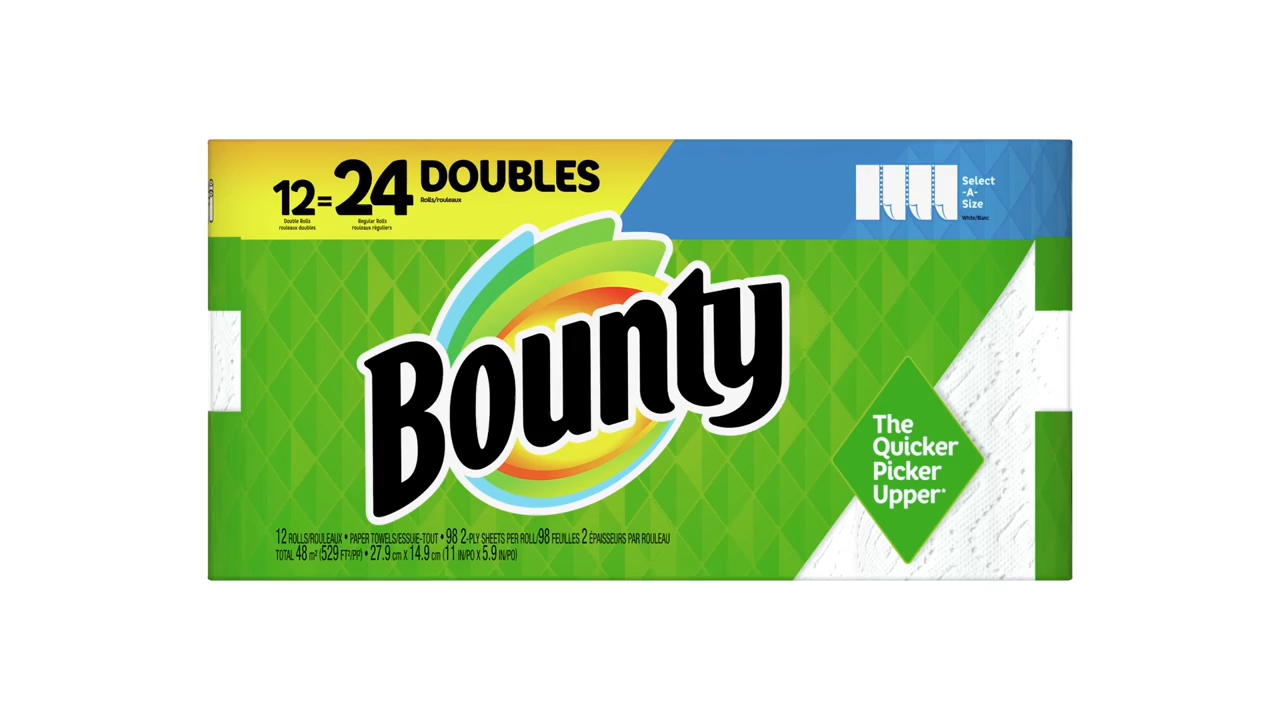 12=24 DOUBLES
Rolls/rouleaux
Double Rolls
rouleaux doubles
Regular Rolls
rouleaux réguliers
Select
-A-
Size
White/Blanc
Bounty
The
Quicker
Picker
Upper*
12 ROLLS/ROULEAUX • PAPER TOWELS/ESSUIE-TOUT • 98 2-PLY SHEETS PER ROLL/98 FEUILLES 2 ÉPAISSEURS PAR ROULEAU
TOTAL 48 m² (529 FT²/PI²) • 27.9 cm X 14.9 cm (11 IN/PO X 5.9 IN/PO)